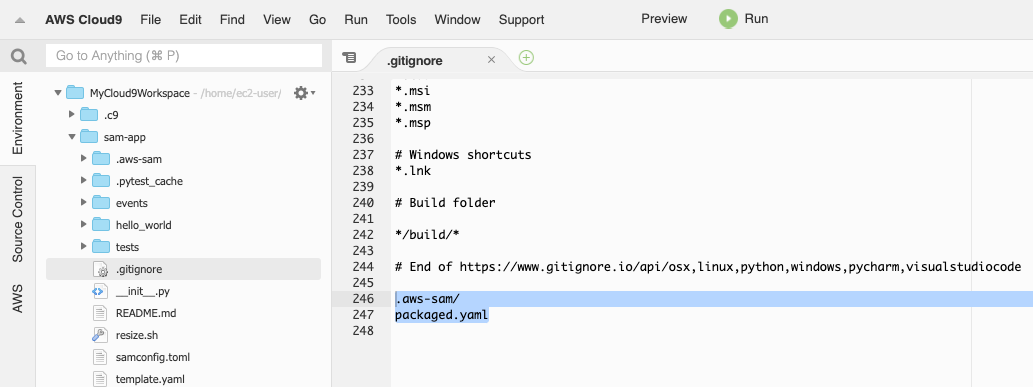 AWS Cloud9 File Edit Find View Go Run Tools Window Support Preview Run
Go to Anything (⌘ P)
Environment
Source Control
AWS
MyCloud9Workspace - /home/ec2-user/
.c9
sam-app
.aws-sam
.pytest_cache
events
hello_world
tests
.gitignore
__init__.py
README.md
resize.sh
samconfig.toml
template.yaml
.gitignore
233 *.msi
234 *.msm
235 *.msp
236
237 # Windows shortcuts
238 *.lnk
239
240 # Build folder
241
242 */build/*
243
244 # End of https://www.gitignore.io/api/osx,linux,python,windows,pycharm,visualstudiocode
245
246 .aws-sam/
247 packaged.yaml
248